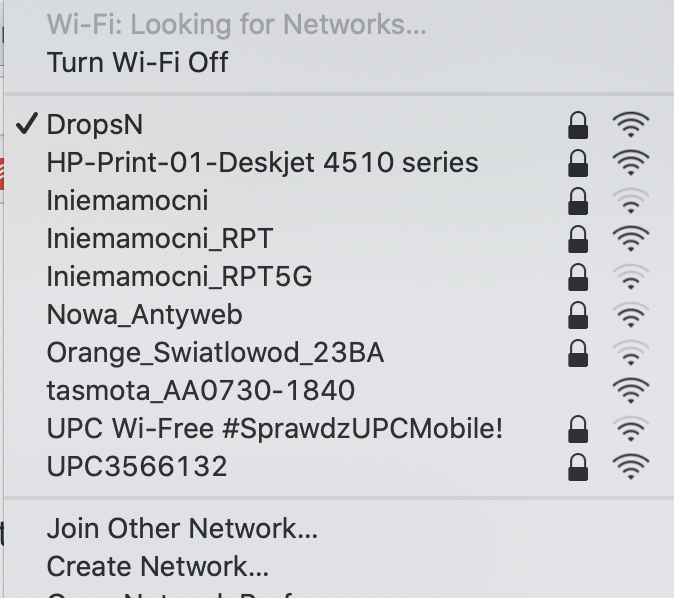 Wi-Fi: Looking for Networks...
Turn Wi-Fi Off
DropsN
HP-Print-01-Deskjet 4510 series
Iniemamocni
Iniemamocni_RPT
Iniemamocni_RPT5G
Nowa_Antyweb
Orange_Swiatlowod_23BA
tasmota_AA0730-1840
UPC Wi-Free #SprawdzUPCMobile!
UPC3566132
Join Other Network...
Create Network...